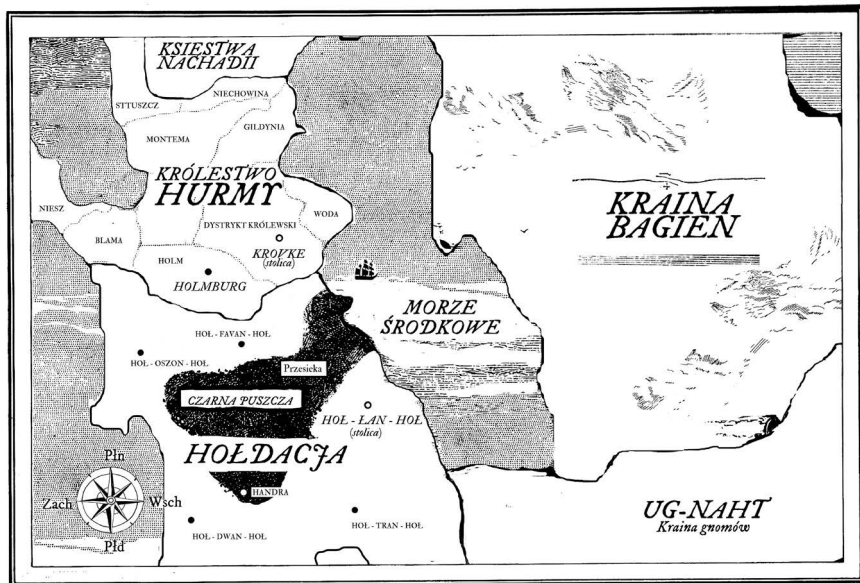 KSIESTWA
NACHADII
STTUSZCZ
NIECHOWINA
MONTEMA
GILDYNIA
KRÓLESTWO
HURMY
NIESZ
BLAMA
DYSTRYKT KRÓLEWSKI
WODA
KROVKE
(stolica)
HOLM
HOLMBURG
KRAINA
BAGIEN
MORZE
ŚRODKOWE
HOŁ - FAVAN - HOŁ
HOŁ - OSZON - HOŁ
Przesieka
CZARNA PUSZCZA
HOŁ - ŁAN - HOŁ
(stolica)
HOŁDACJA
HANDRA
HOŁ - DWAN - HOŁ
HOŁ - TRAN - HOŁ
Płn
Zach
Wsch
Płd
UG-NAHT
Kraina gnomów